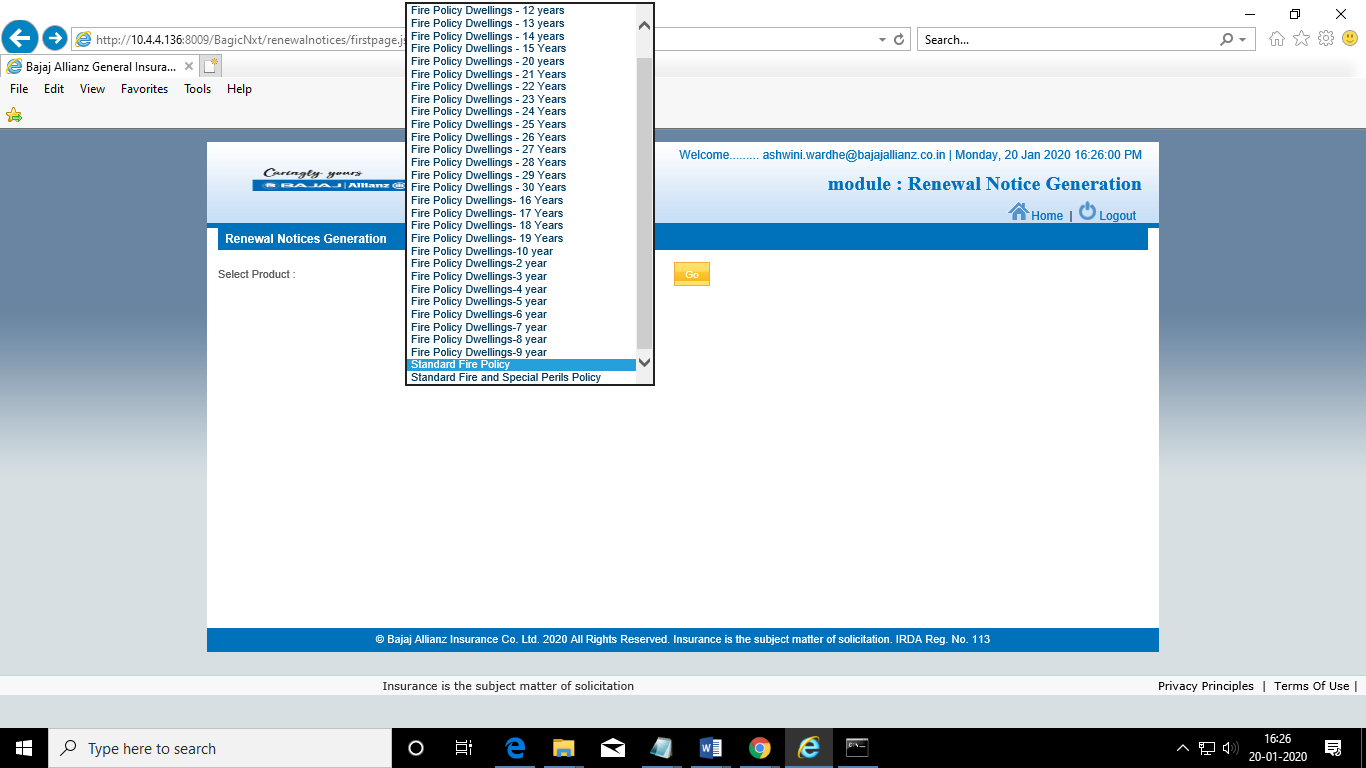 http://10.4.4.136:8009/BagicNxt/renewalnotices/firstpage.js
Search...
Bajaj Allianz General Insura...
File Edit View Favorites Tools Help
Fire Policy Dwellings - 12 years
Fire Policy Dwellings - 13 years
Fire Policy Dwellings - 14 years
Fire Policy Dwellings - 15 Years
Fire Policy Dwellings - 20 years
Fire Policy Dwellings - 21 Years
Fire Policy Dwellings - 22 Years
Fire Policy Dwellings - 23 Years
Fire Policy Dwellings - 24 Years
Fire Policy Dwellings - 25 Years
Fire Policy Dwellings - 26 Years
Fire Policy Dwellings - 27 Years
Fire Policy Dwellings - 28 Years
Fire Policy Dwellings - 29 Years
Fire Policy Dwellings - 30 Years
Fire Policy Dwellings- 16 Years
Fire Policy Dwellings- 17 Years
Fire Policy Dwellings- 18 Years
Fire Policy Dwellings- 19 Years
Fire Policy Dwellings-10 year
Fire Policy Dwellings-2 year
Fire Policy Dwellings-3 year
Fire Policy Dwellings-4 year
Fire Policy Dwellings-5 year
Fire Policy Dwellings-6 year
Fire Policy Dwellings-7 year
Fire Policy Dwellings-8 year
Fire Policy Dwellings-9 year
Standard Fire Policy
Standard Fire and Special Perils Policy
Caringly yours
BAJAJ | Allianz
Welcome......... ashwini.wardhe@bajajallianz.co.in | Monday, 20 Jan 2020 16:26:00 PM
module : Renewal Notice Generation
Home | Logout
Renewal Notices Generation
Select Product :
Go
© Bajaj Allianz Insurance Co. Ltd. 2020 All Rights Reserved. Insurance is the subject matter of solicitation. IRDA Reg. No. 113
Insurance is the subject matter of solicitation
Privacy Principles | Terms Of Use |
Type here to search
16:26
20-01-2020